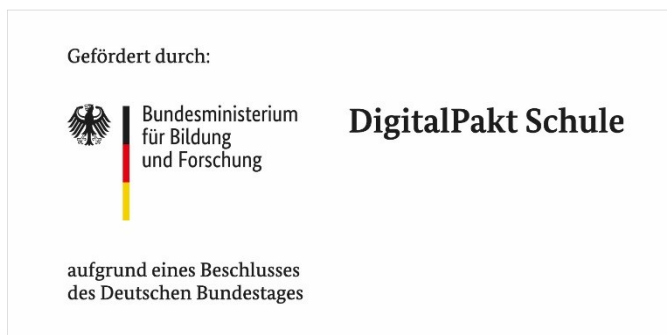 Gefördert durch:
Bundesministerium
für Bildung
und Forschung
DigitalPakt Schule
aufgrund eines Beschlusses
des Deutschen Bundestages